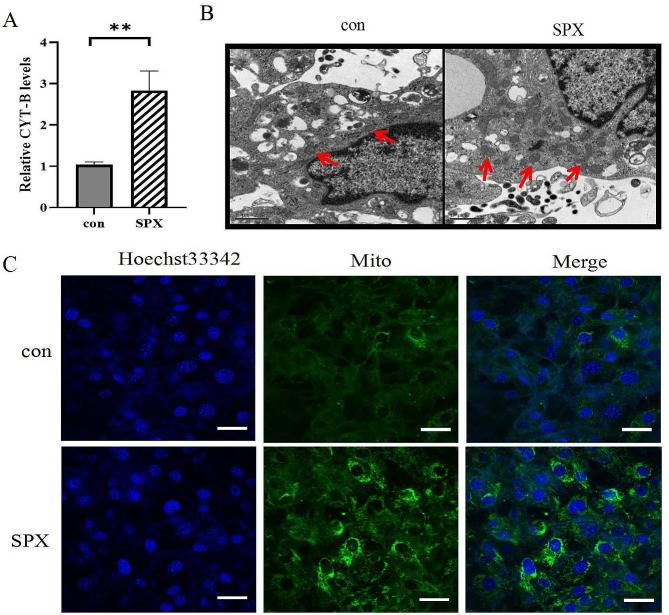 A
**
Relative CYT-B levels
4
3
2
1
0
con
SPX
B
con
SPX
C
Hoechst33342
Mito
Merge
con
SPX